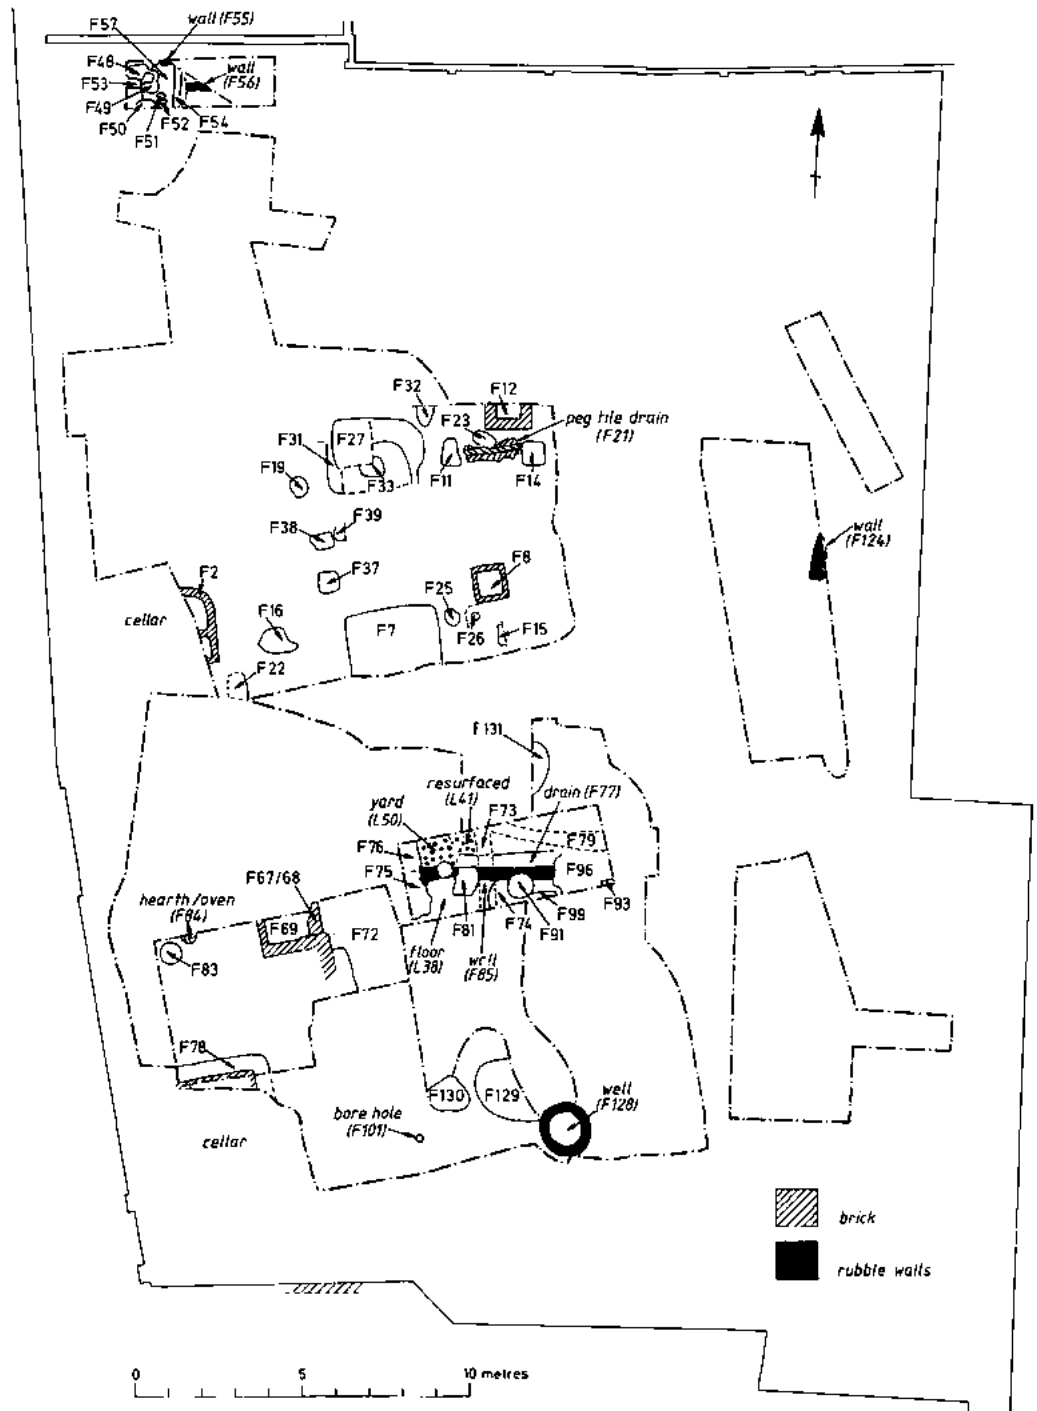 F57
wall (F55)
F48
wall
(F56)
F53
F49
F50
F52
F54
F51
F32
F12
F23
peg tile drain
(F21)
F31
F27
F19
F33
F11
F14
F38
F39
wall
(F124)
F2
F37
F8
cellar
F25
F16
F7
F26
F15
F22
F131
resurfaced
(L41)
drain (F77)
yard
(L50)
F73
F76
F79
F75
F96
F67/68
hearth/oven
(F84)
F93
F99
F69
F72
F81
F74
F91
F83
floor
(L38)
wall
(F85)
F78
F130
F129
well
(F128)
bore hole
(F101)
cellar
brick
rubble walls
0 5 10 metres